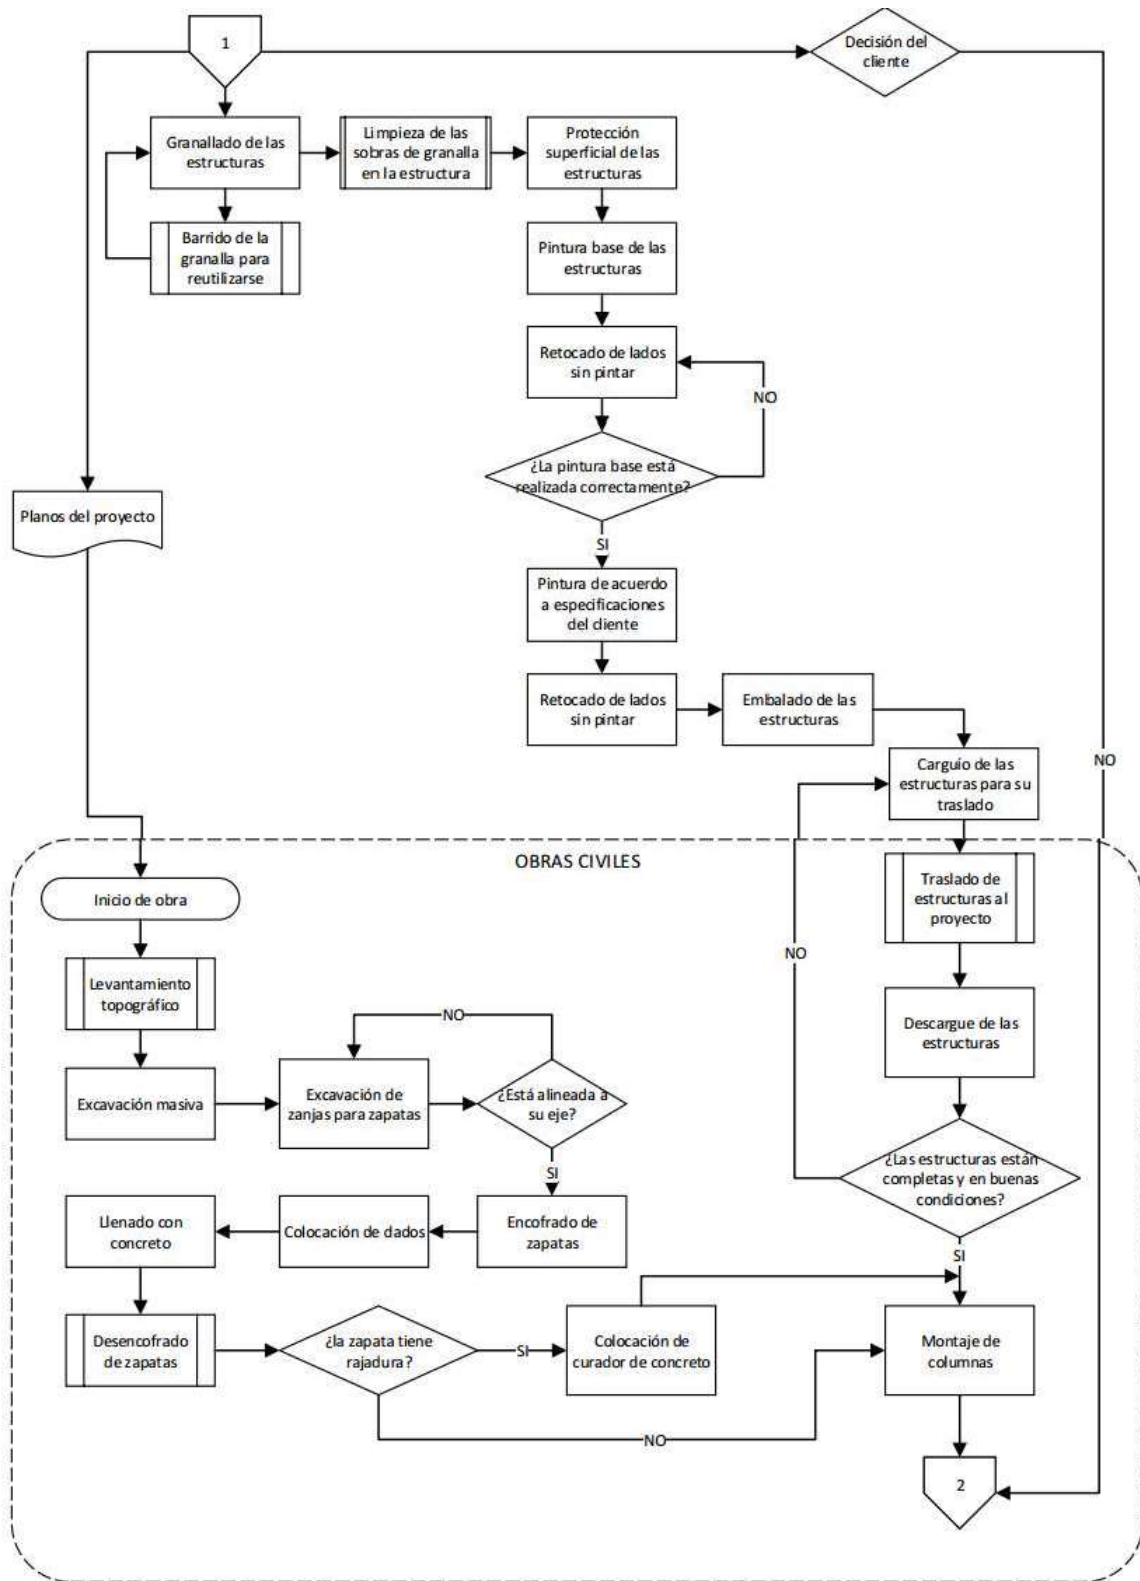 1
Decisión del
cliente
Granallado de las
estructuras
Limpieza de las
sobras de granalla
en la estructura
Protección
superficial de las
estructuras
Barrido de la
granalla para
reutilizarse
Pintura base de las
estructuras
Retocado de lados
sin pintar
NO
¿La pintura base está
realizada correctamente?
SI
Planos del proyecto
Pintura de acuerdo
a especificaciones
del cliente
Retocado de lados
sin pintar
Embalado de las
estructuras
Carguío de las
estructuras para su
traslado
NO
OBRAS CIVILES
Inicio de obra
Traslado de
estructuras al
proyecto
NO
Levantamiento
topográfico
NO
Descargue de las
estructuras
Excavación masiva
Excavación de
zanjas para zapatas
¿Está alineada a
su eje?
SI
¿Las estructuras están
completas y en buenas
condiciones?
Llenado con
concreto
Colocación de dados
Encofrado de
zapatas
SI
Desencofrado
de zapatas
¿la zapata tiene
rajadura?
SI
Colocación de
curador de concreto
Montaje de
columnas
NO
2